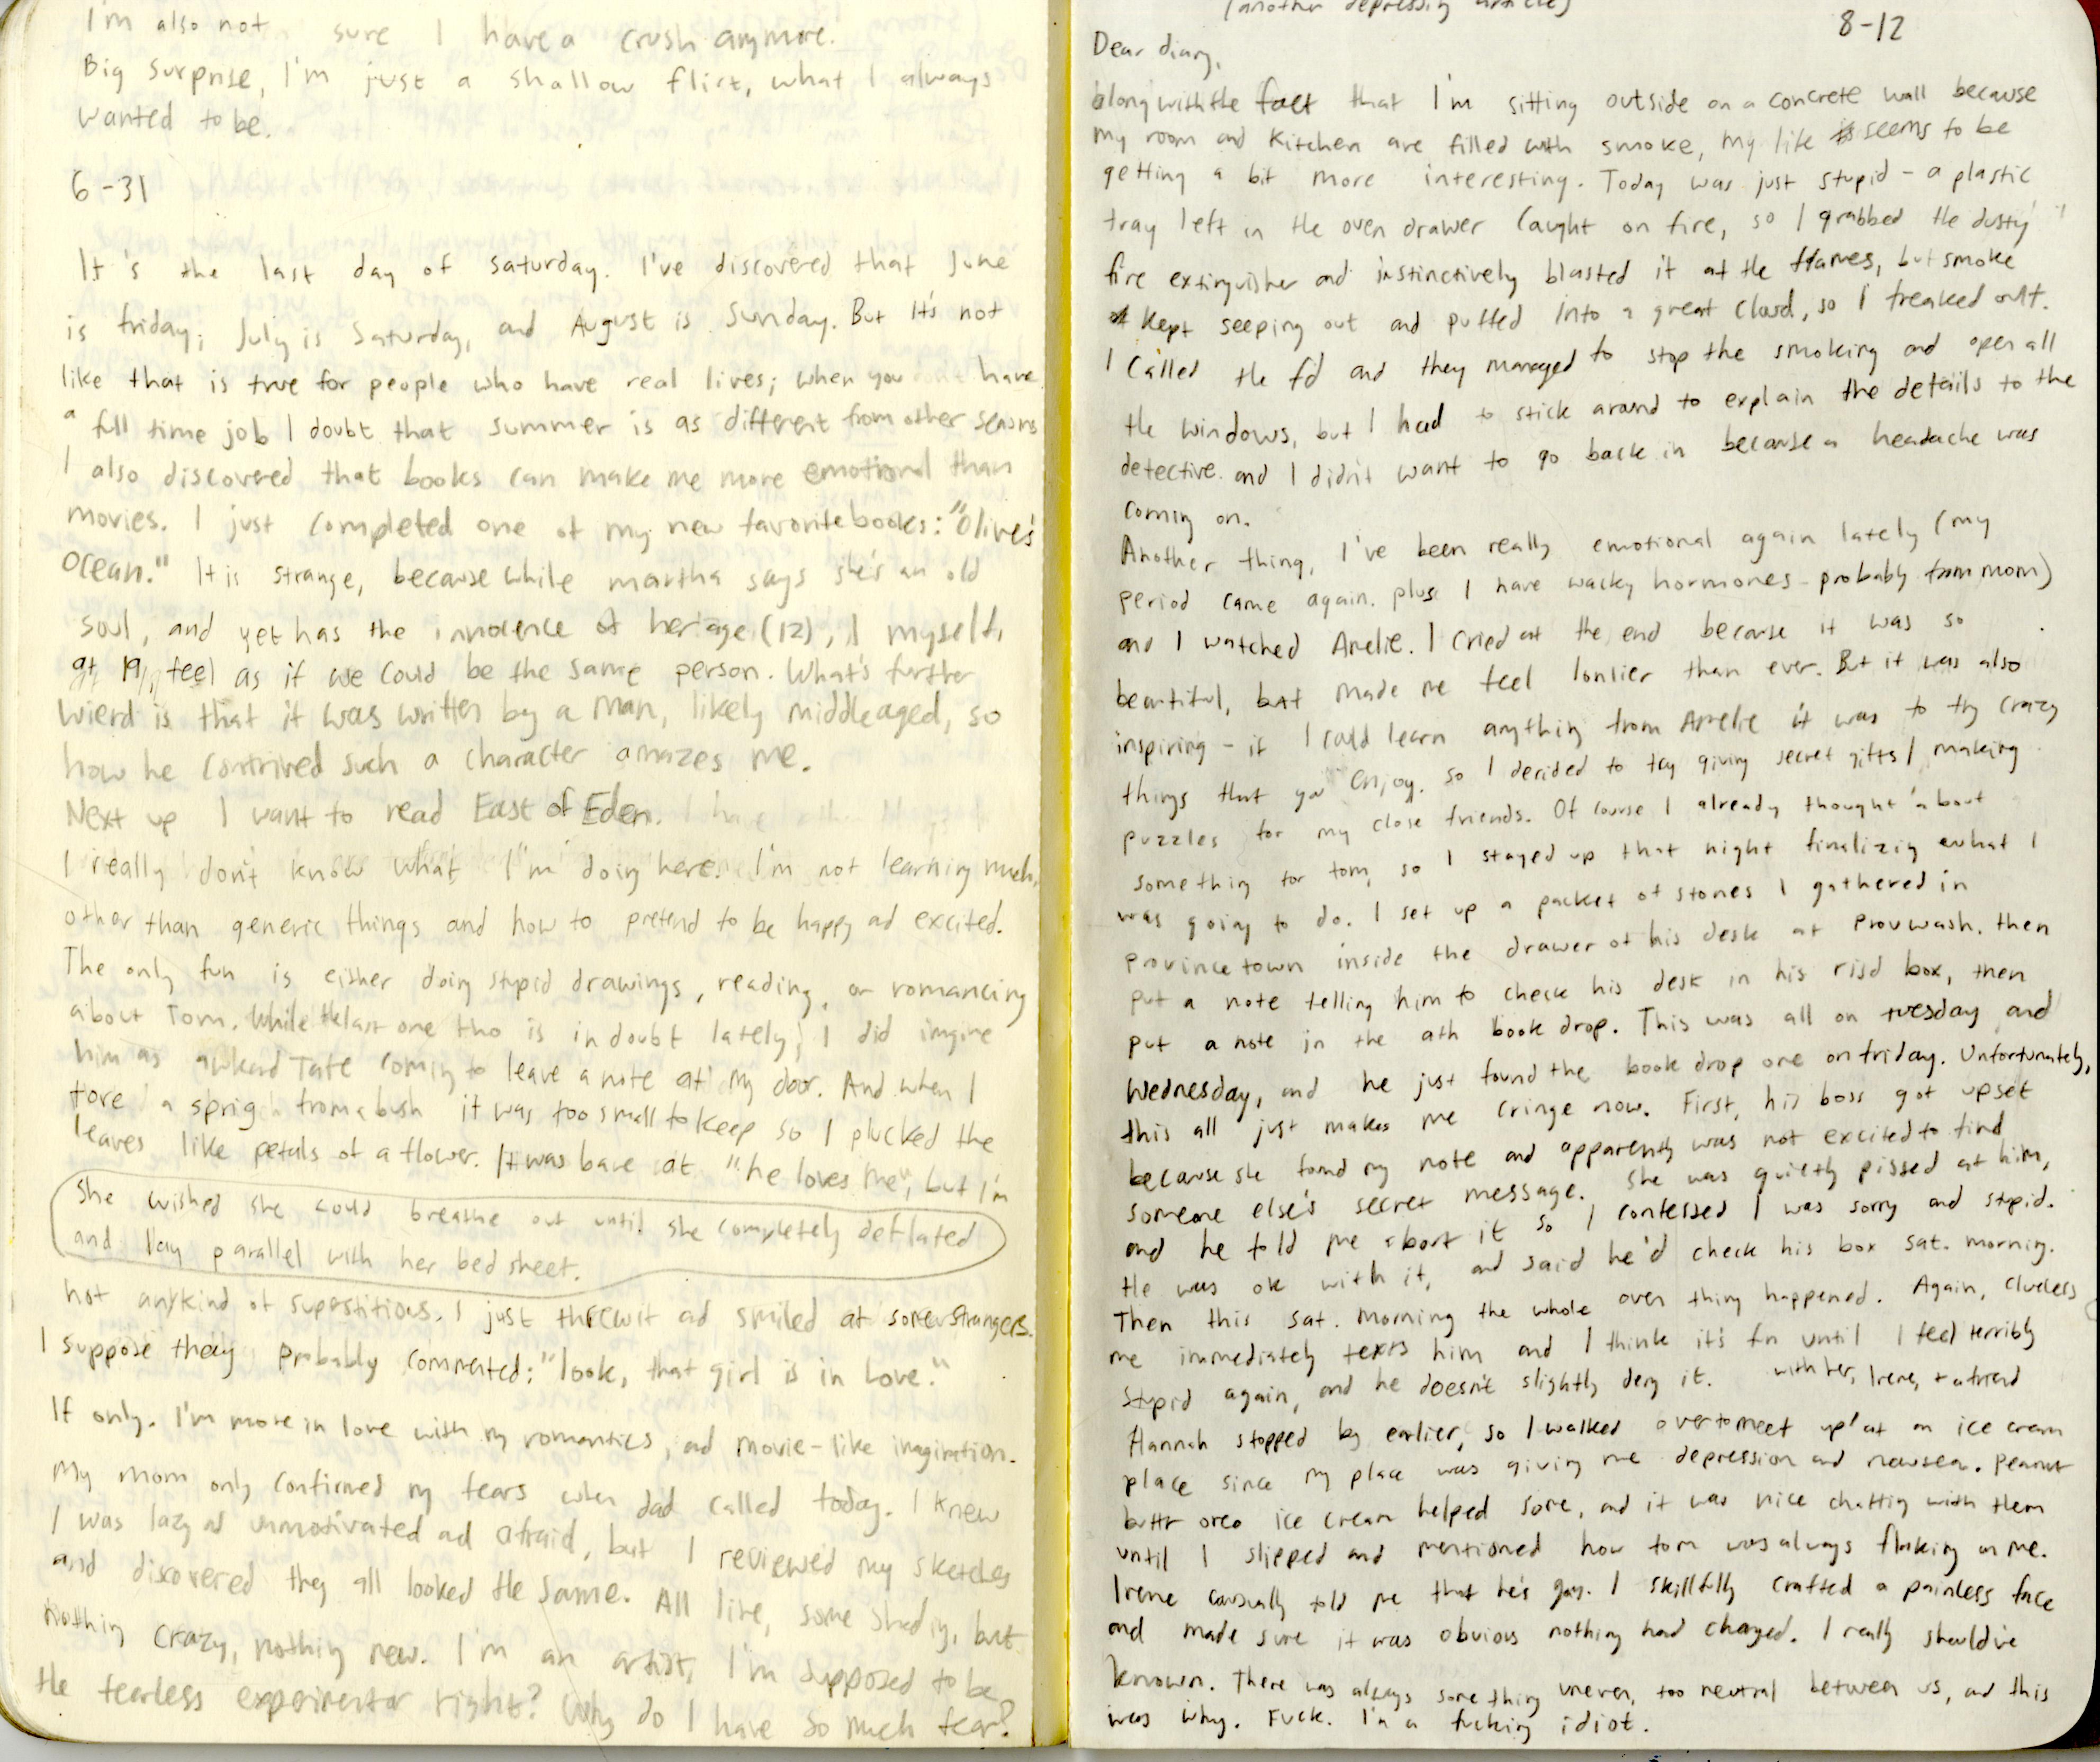 I'm also not sure I have a crush anymore.
Big surprise, I'm just a shallow flirt, what I always
wanted to be.
6-31
It's the last day of saturday. I've discovered that June
is friday; July is Saturday, and August is Sunday. But it's not
like that is true for people who have real lives; when you don't have
a full time job I doubt that summer is as different from other seasons
I also discovered that books can make me more emotional than
movies. I just completed one of my new favorite books: "Olive's
Ocean." It is strange, because while martha says she's an old
soul, and yet has the innocence of her age (12), I myself,
at 19, feel as if we could be the same person. What's further
wierd is that it was written by a man, likely middleaged, so
how he contrived such a character amazes me.
Next up I want to read East of Eden.
I really don't know what I'm doing here. I'm not learning much,
other than generic things and how to pretend to be happy ad excited.
The only fun is eisher doing stupid drawings, reading, or romancing
about Tom. While the last one tho is in doubt lately, I did imgine
him as awkard Tate coming to leave a note at my door. And when I
tore a sprig from a bush it was too small to keep so I plucked the
leaves like petals of a flower. It was bare at "he loves me", but I'm
She wished she could breathe out until she completely deflated
and lay parallel with her bed sheet.
not any kind of superstitious. I just threw it ad smiled at some strangers.
I suppose they probably commented: "look, that girl is in love."
If only. I'm more in love with my romantics, ad movie-like imagination.
My mom only confirmed my fears when dad called today. I knew
I was lazy ad unmotivated ad afraid, but I reviewed my sketches
and discovered they all looked the same. All line, some shading, but
nothing crazy, nothing new. I'm an artist, I'm supposed to be
the fearless experimenter right? Why do I have so much fear?
(another depressing article)
8-12
Dear diary,
along with the fact that I'm sitting outside on a concrete wall because
my room and kitchen are filled with smoke, my life seems to be
getting a bit more interesting. Today was just stupid - a plastic
tray left in the oven drawer caught on fire, so I grabbed the dusty
fire extinguisher and instinctively blasted it at the flames, but smoke
kept seeping out and puffed into a great cloud, so I freaked out.
I called the fd and they managed to stop the smoking and open all
the windows, but I had to stick around to explain the details to the
detective and I didn't want to go back in because a headache was
coming on.
Another thing, I've been really emotional again lately (my
period came again. plus I have wacky hormones - probably from mom)
and I watched Amelie. I cried at the end because it was so
beautiful, but made me feel lonlier than ever. But it was also
inspiring - if I could learn anything from Amelie it was to try crazy
things that you enjoy. so I decided to try giving secret gifts / making
puzzles for my close friends. Of course I already thought about
something for tom, so I stayed up that night finalizig what I
was going to do. I set up a packet of stones I gathered in
provincetown inside the drawer of his desk at provwash. then
put a note telling him to check his desk in his risd box, then
put a note in the ath book drop. This was all on tuesday and
wednesday, and he just found the book drop one on friday. Unfortunately,
this all just makes me cringe now. First, his boss got upset
because she found my note and apparently was not excited to find
someone else's secret message. She was quietly pissed at him,
and he told me about it so I confessed I was sorry and stupid.
He was ok with it, and said he'd check his box sat. morning.
Then this sat. morning the whole oven thing happened. Again, clueless
me immediately texts him and I think it's fn until I feel terribly
stupid again, and he doesn't slightly deny it. with her, Irene, + a friend
Hannah stopped by earlier, so I walked over to meet up at an ice cream
place since my place was giving me depression and nawsea. Peanut
buttr oreo ice cream helped some, and it was nice chattig with them
until I slipped and mentioned how tom was always flaking on me.
Irene casually told me that he's gay. I skillfully crafted a painless face
and made sure it was obvious nothing had changed. I really should've
known. There was always something uneven, too neutral between us, and this
was why. Fuck. I'm a fucking idiot.